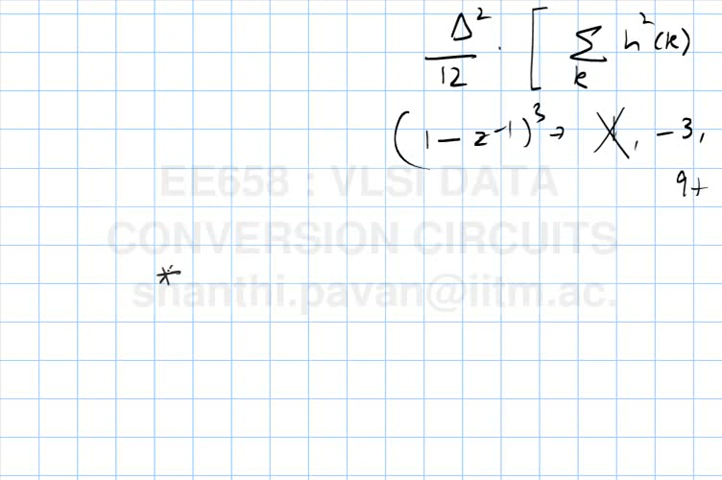 Δ²/12 · [ Σ_k h²(k)
(1 - z⁻¹)³ → 1, -3,
9+
EE658 : VLSI DATA
CONVERSION CIRCUITS
*
shanthi.pavan@iitm.ac.